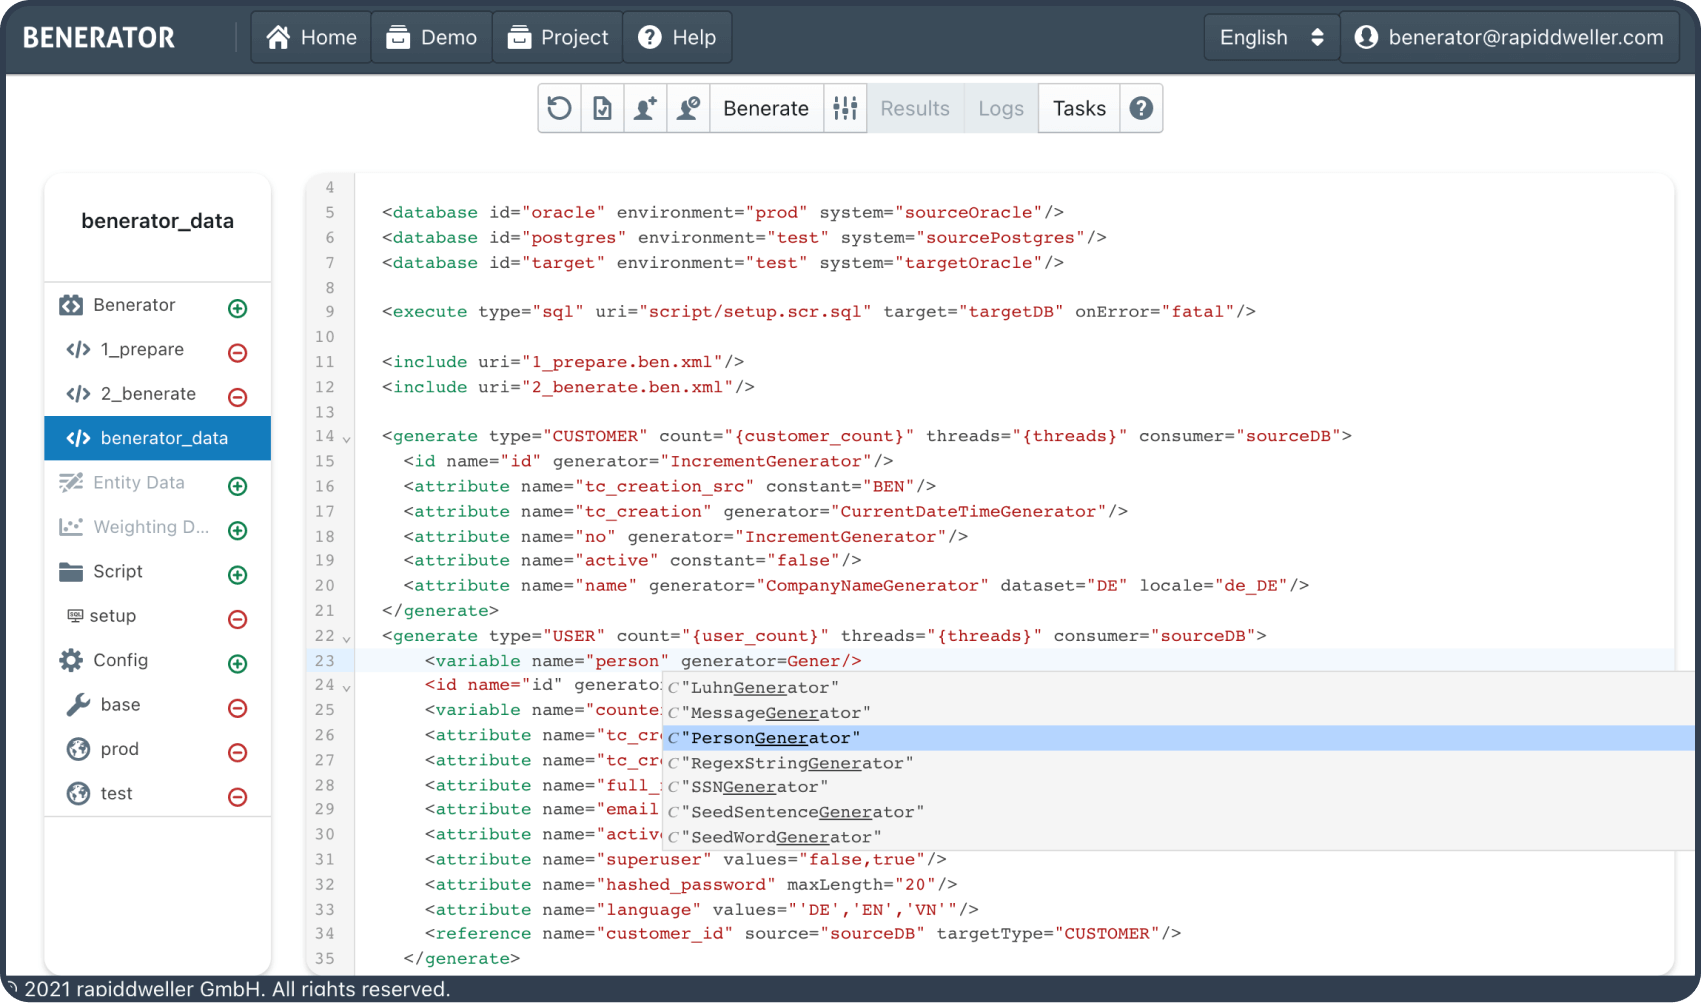 BENERATOR
Home
Demo
Project
Help
English
benerator@rapiddweller.com
Benerate
Results
Logs
Tasks
benerator_data
Benerator
</> 1_prepare
</> 2_benerate
</> benerator_data
Entity Data
Weighting D...
Script
setup
Config
base
prod
test
4
5 <database id="oracle" environment="prod" system="sourceOracle"/>
6 <database id="postgres" environment="test" system="sourcePostgres"/>
7 <database id="target" environment="test" system="targetOracle"/>
8
9 <execute type="sql" uri="script/setup.scr.sql" target="targetDB" onError="fatal"/>
10
11 <include uri="1_prepare.ben.xml"/>
12 <include uri="2_benerate.ben.xml"/>
13
14 <generate type="CUSTOMER" count="{customer_count}" threads="{threads}" consumer="sourceDB">
15 <id name="id" generator="IncrementGenerator"/>
16 <attribute name="tc_creation_src" constant="BEN"/>
17 <attribute name="tc_creation" generator="CurrentDateTimeGenerator"/>
18 <attribute name="no" generator="IncrementGenerator"/>
19 <attribute name="active" constant="false"/>
20 <attribute name="name" generator="CompanyNameGenerator" dataset="DE" locale="de_DE"/>
21 </generate>
22 <generate type="USER" count="{user_count}" threads="{threads}" consumer="sourceDB">
23 <variable name="person" generator=Gener/>
24 <id name="id" generato
25 <variable name="counte
26 <attribute name="tc_cr
27 <attribute name="tc_cr
28 <attribute name="full_
29 <attribute name="email
30 <attribute name="activ
C "LuhnGenerator"
C "MessageGenerator"
C "PersonGenerator"
C "RegexStringGenerator"
C "SSNGenerator"
C "SeedSentenceGenerator"
C "SeedWordGenerator"
31 <attribute name="superuser" values="false,true"/>
32 <attribute name="hashed_password" maxLength="20"/>
33 <attribute name="language" values="'DE','EN','VN'"/>
34 <reference name="customer_id" source="sourceDB" targetType="CUSTOMER"/>
35 </generate>
2021 rapiddweller GmbH. All rights reserved.